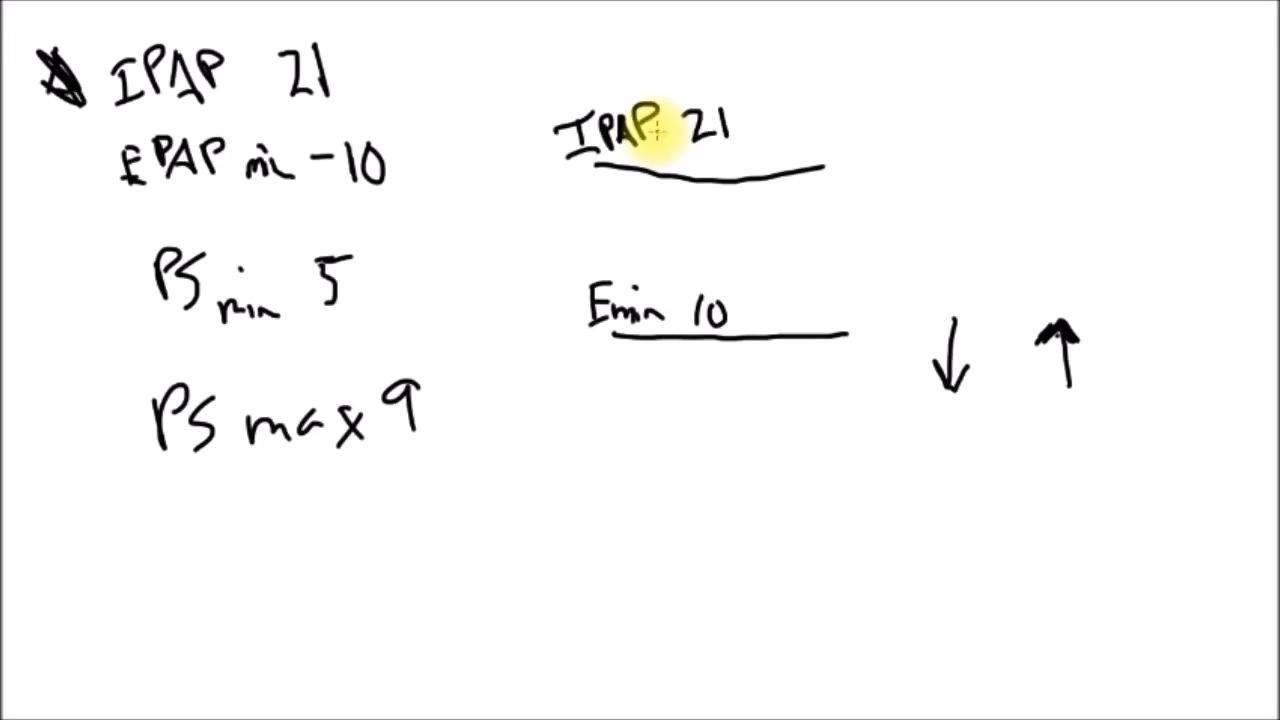 IPAP 21
EPAP min - 10
PS min 5
PS max 9
IPAP 21
Emin 10